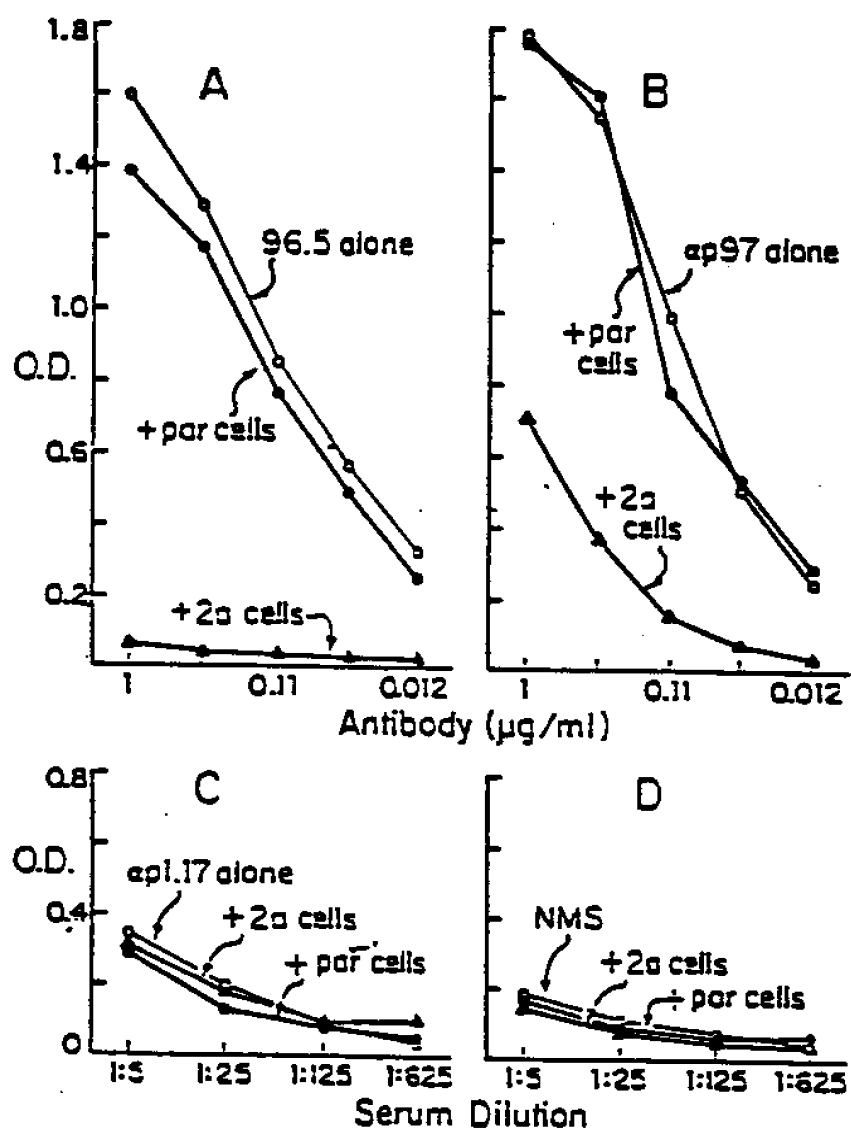 1.8
1.4
1.0
O.D.
0.6
0.2
A
96.5 alone
+par cells
+2a cells
B
αp97 alone
+par
cells
+2a
cells
1 0.11 0.012
1 0.11 0.012
Antibody (µg/ml)
0.8
O.D.
0.4
0
C
αp1.17 alone
+2a cells
+par cells
D
NMS
+2a cells
+par cells
1:5 1:25 1:125 1:625
1:5 1:25 1:125 1:625
Serum Dilution